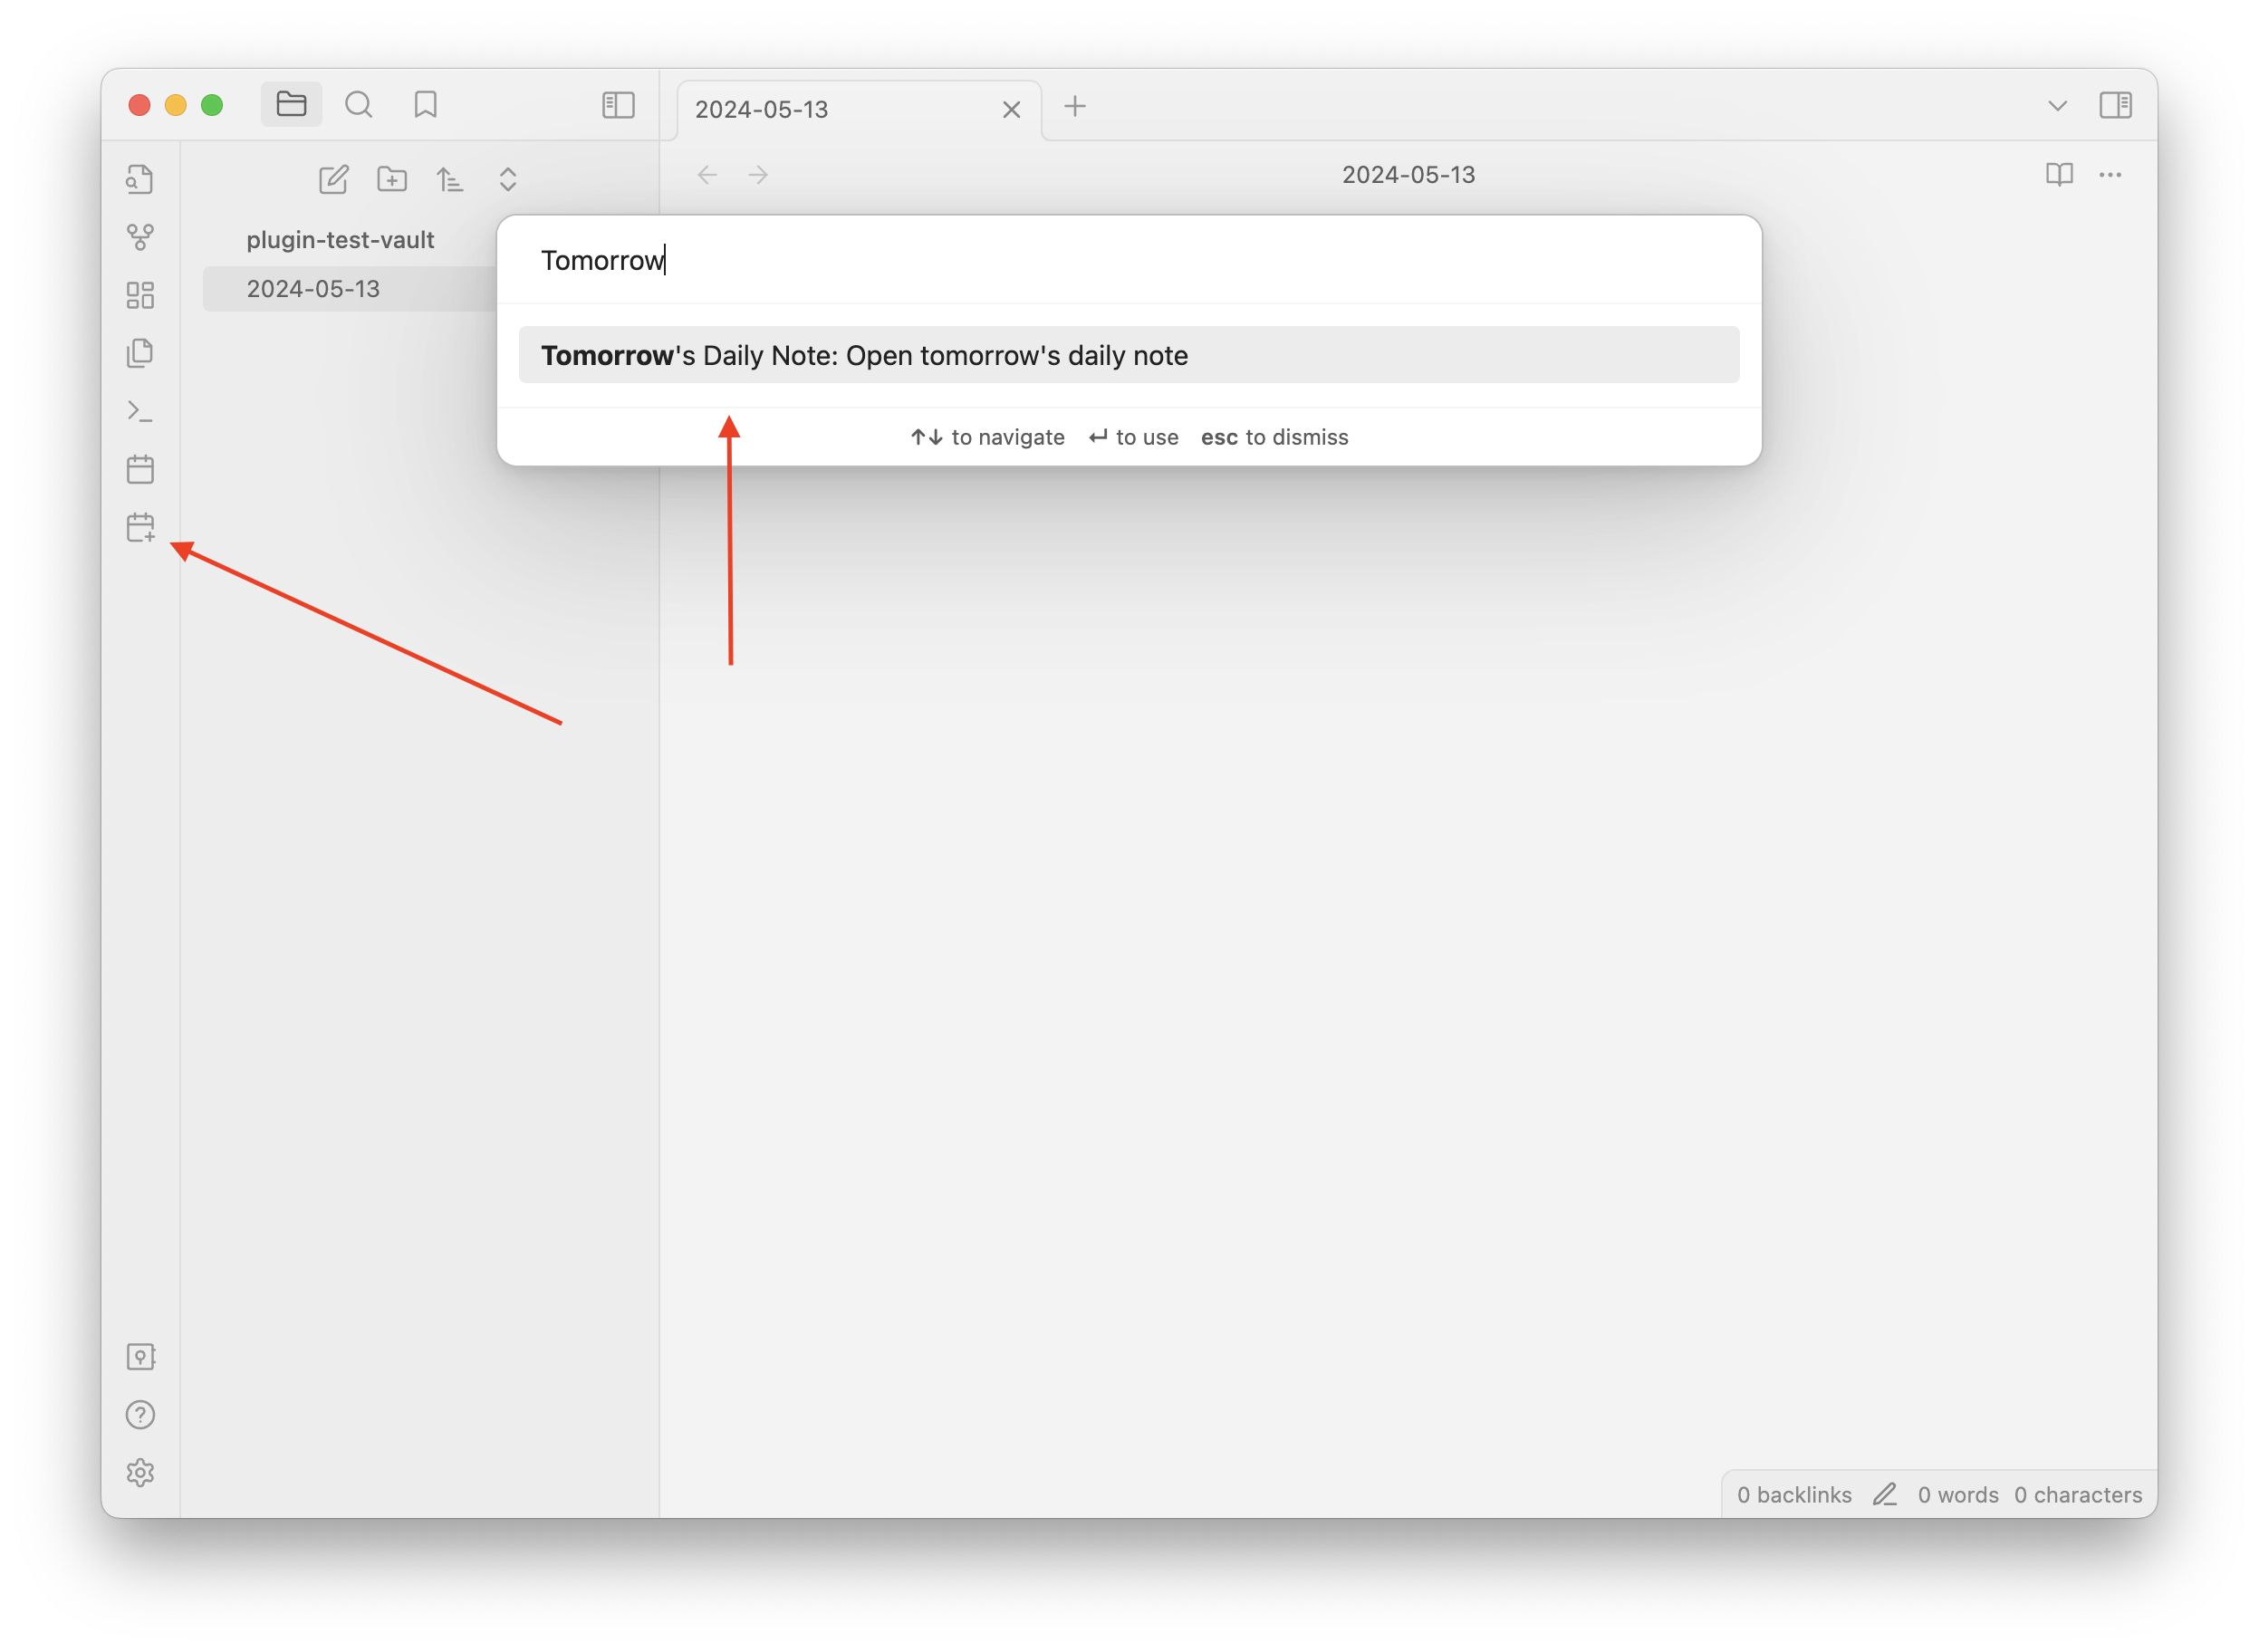 2024-05-13
2024-05-13
plugin-test-vault
2024-05-13
Tomorrow
Tomorrow's Daily Note: Open tomorrow's daily note
↑↓ to navigate ↵ to use esc to dismiss
0 backlinks 0 words 0 characters